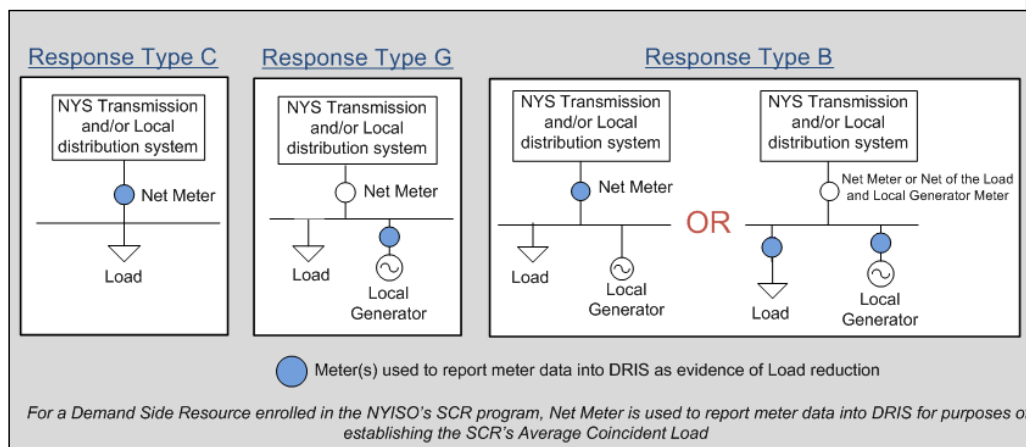 Response Type C
NYS Transmission
and/or Local
distribution system
Net Meter
Load
Response Type G
NYS Transmission
and/or Local
distribution system
Net Meter
Load
Local
Generator
Response Type B
NYS Transmission
and/or Local
distribution system
Net Meter
Load
Local
Generator
OR
NYS Transmission
and/or Local
distribution system
Net Meter or Net of the Load
and Local Generator Meter
Load
Local
Generator
Meter(s) used to report meter data into DRIS as evidence of Load reduction
For a Demand Side Resource enrolled in the NYISO's SCR program, Net Meter is used to report meter data into DRIS for purposes of
establishing the SCR's Average Coincident Load